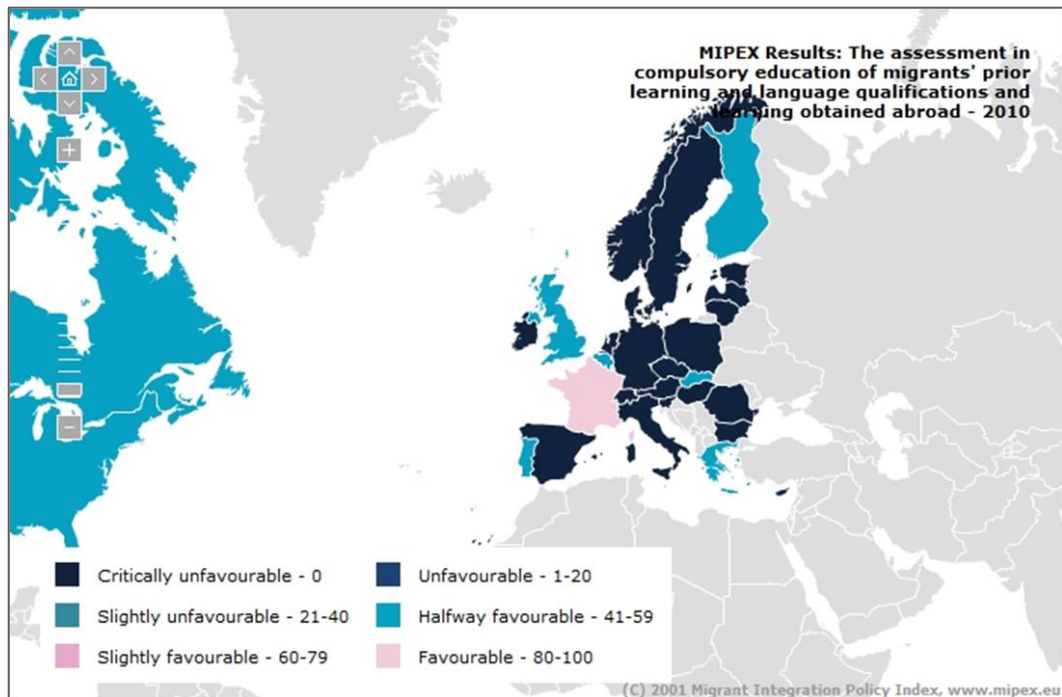 MIPEX Results: The assessment in
compulsory education of migrants' prior
learning and language qualifications and
learning obtained abroad - 2010
Critically unfavourable - 0
Unfavourable - 1-20
Slightly unfavourable - 21-40
Halfway favourable - 41-59
Slightly favourable - 60-79
Favourable - 80-100
(C) 2001 Migrant Integration Policy Index, www.mipex.eu